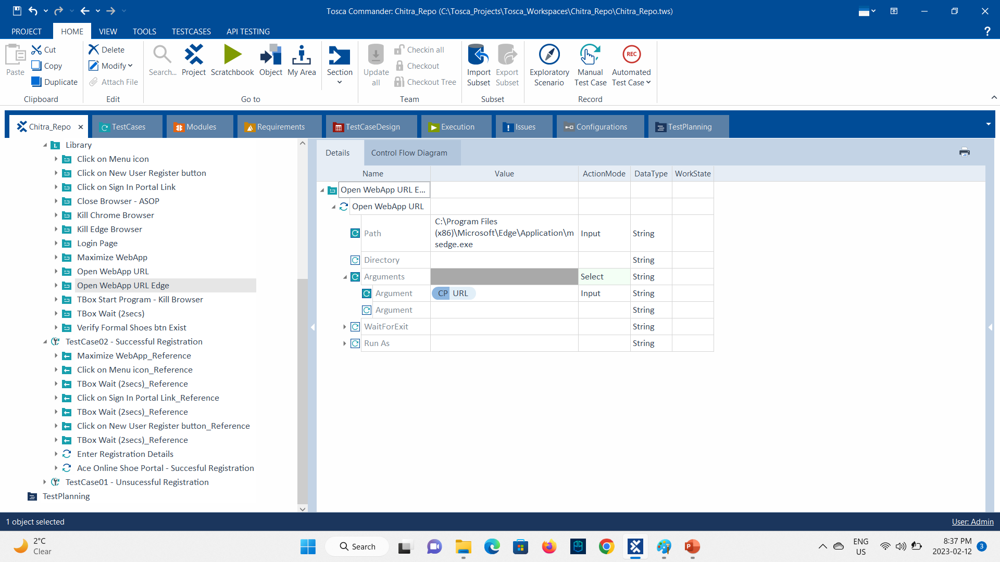 Tosca Commander: Chitra_Repo (C:\Tosca_Projects\Tosca_Workspaces\Chitra_Repo\Chitra_Repo.tws)
PROJECT HOME VIEW TOOLS TESTCASES API TESTING ?
Paste
Cut
Copy
Duplicate
Clipboard
Delete
Modify
Attach File
Edit
Search... Project Scratchbook Object My Area Section
Go to
Update
all
Checkin all
Checkout
Checkout Tree
Team
Import
Subset
Export
Subset
Subset
Exploratory
Scenario
Manual
Test Case
REC
Automated
Test Case
Record
Chitra_Repo TestCases Modules Requirements TestCaseDesign Execution Issues Configurations TestPlanning
L Library
Click on Menu icon
Click on New User Register button
Click on Sign In Portal Link
Close Browser - ASOP
Kill Chrome Browser
Kill Edge Browser
Login Page
Maximize WebApp
Open WebApp URL
Open WebApp URL Edge
TBox Start Program - Kill Browser
TBox Wait (2secs)
Verify Formal Shoes btn Exist
TestCase02 - Successful Registration
Maximize WebApp_Reference
Click on Menu icon_Reference
TBox Wait (2secs)_Reference
Click on Sign In Portal Link_Reference
TBox Wait (2secs)_Reference
Click on New User Register button_Reference
TBox Wait (2secs)_Reference
Enter Registration Details
Ace Online Shoe Portal - Succesful Registration
TestCase01 - Unsucessful Registration
TestPlanning
Details Control Flow Diagram
Name Value ActionMode DataType WorkState
Open WebApp URL E...
Open WebApp URL
Path C:\Program Files
(x86)\Microsoft\Edge\Application\m
sedge.exe Input String
Directory String
Arguments Select String
Argument CP URL Input String
Argument String
WaitForExit String
Run As String
1 object selected
User: Admin
2°C
Clear
Search
ENG
US
8:37 PM
2023-02-12
3